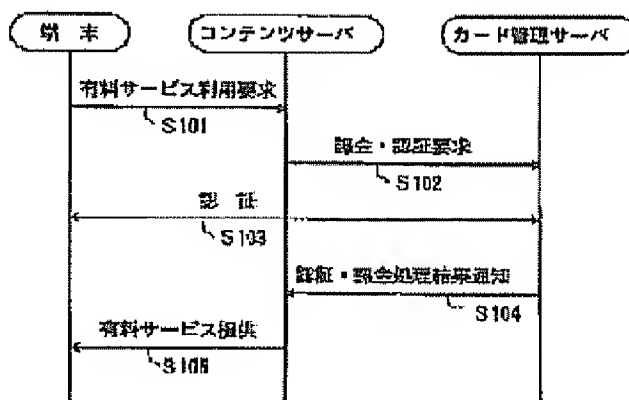 端 末
コンテンツサーバ
カード管理サーバ
有料サービス利用要求
S101
課金・認証要求
S102
認 証
S103
認証・課金処理結果通知
S104
有料サービス提供
S105